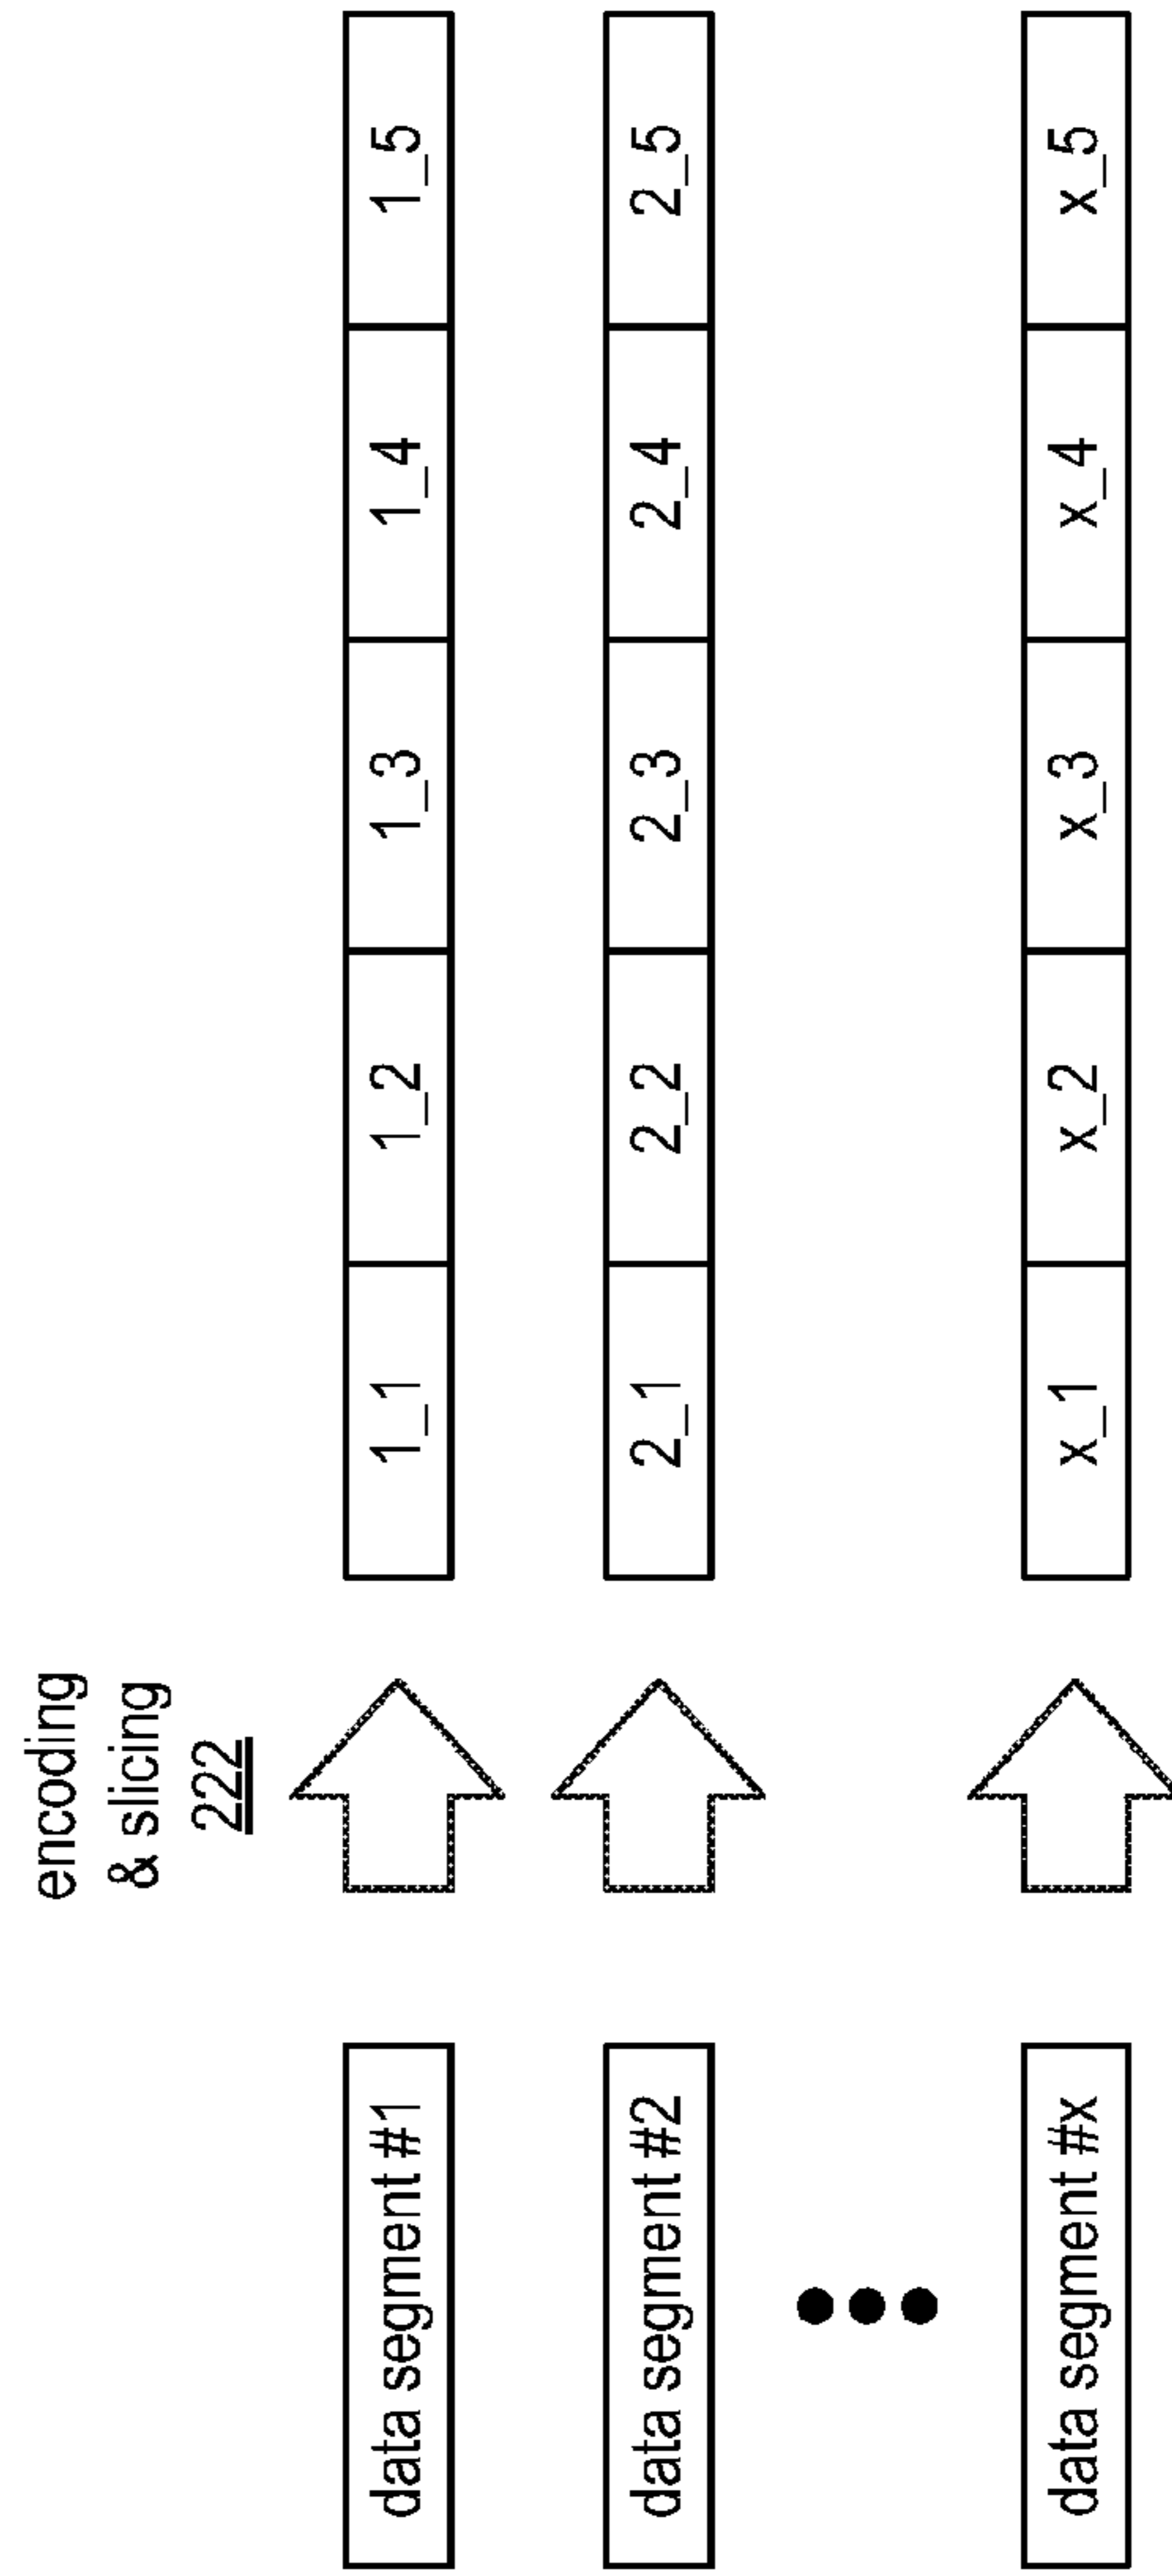 encoding
& slicing
222
data segment #1
1_1
1_2
1_3
1_4
1_5
data segment #2
2_1
2_2
2_3
2_4
2_5
data segment #x
x_1
x_2
x_3
x_4
x_5